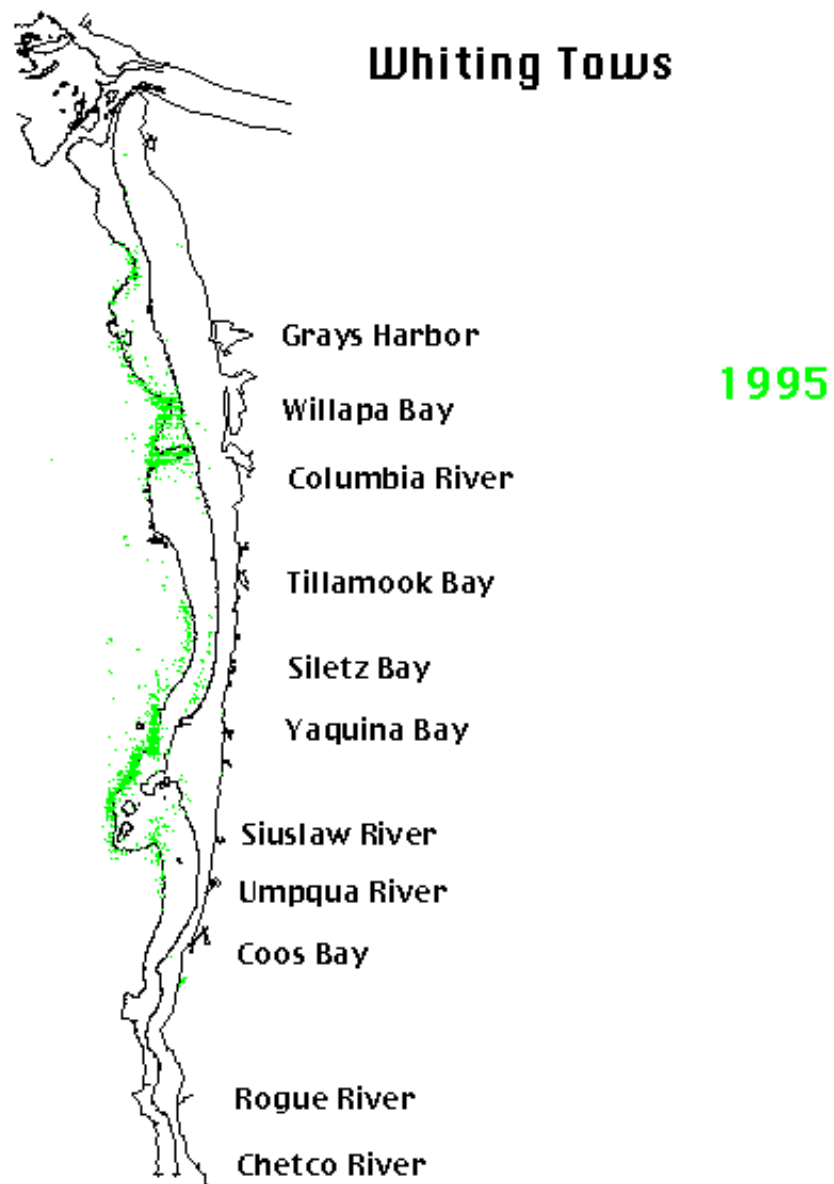 Whiting Tows
Grays Harbor
1995
Willapa Bay
Columbia River
Tillamook Bay
Siletz Bay
Yaquina Bay
Siuslaw River
Umpqua River
Coos Bay
Rogue River
Chetco River